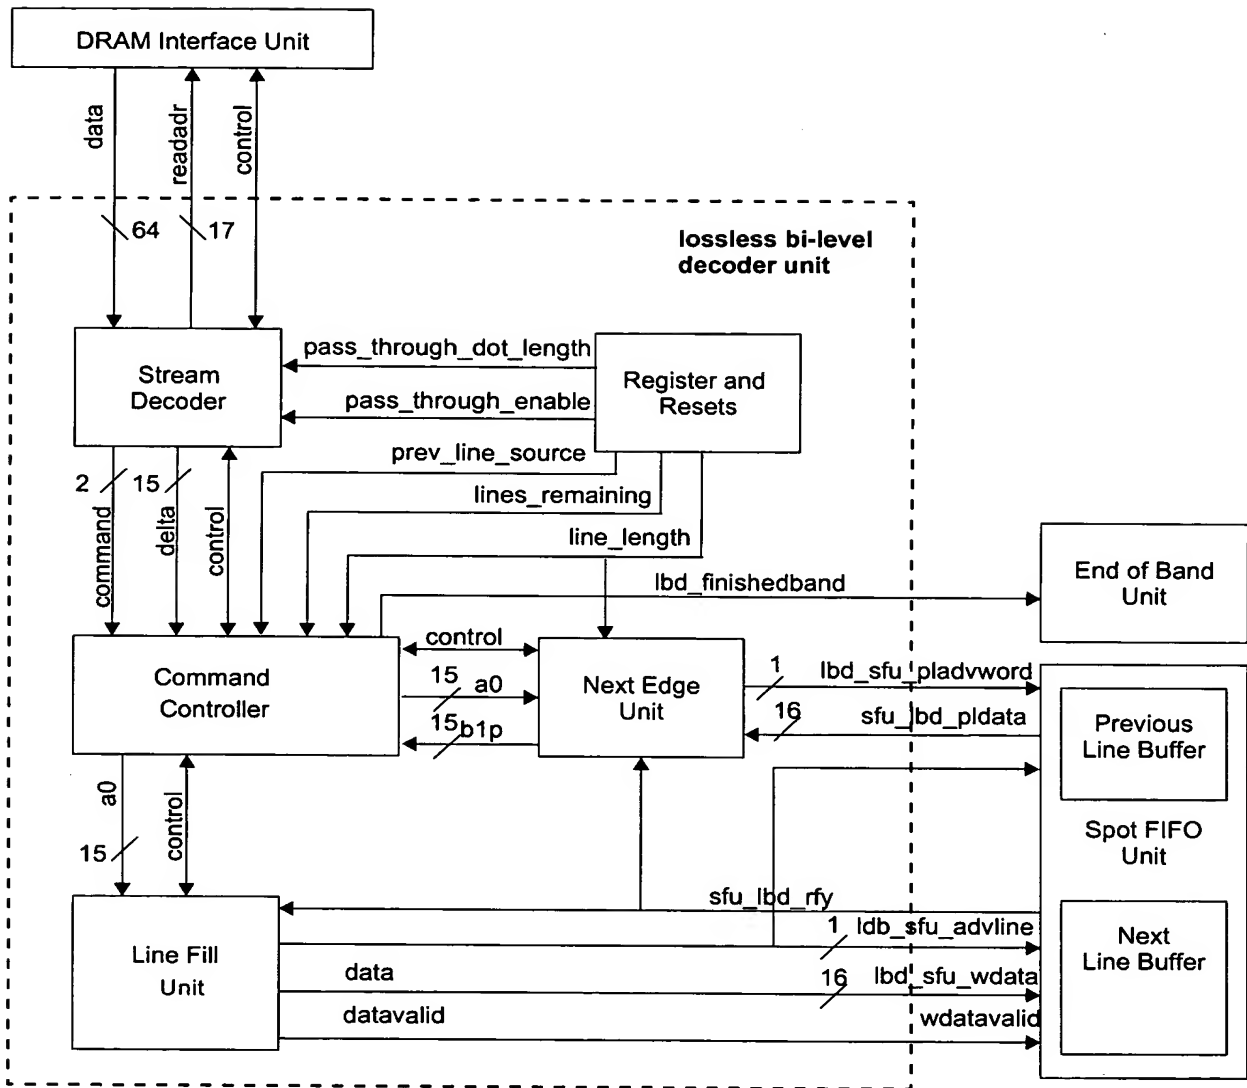 DRAM Interface Unit
data
readadr
control
64
17
lossless bi-level
decoder unit
Stream
Decoder
pass_through_dot_length
pass_through_enable
Register and
Resets
prev_line_source
lines_remaining
line_length
2
15
command
delta
control
lbd_finishedband
End of Band
Unit
Command
Controller
control
15
a0
15
b1p
Next Edge
Unit
1
lbd_sfu_pladvword
16
sfu_lbd_pldata
Previous
Line Buffer
Spot FIFO
Unit
a0
15
control
sfu_lbd_rfy
1
ldb_sfu_advline
Next
Line Buffer
Line Fill
Unit
data
16
lbd_sfu_wdata
datavalid
wdatavalid